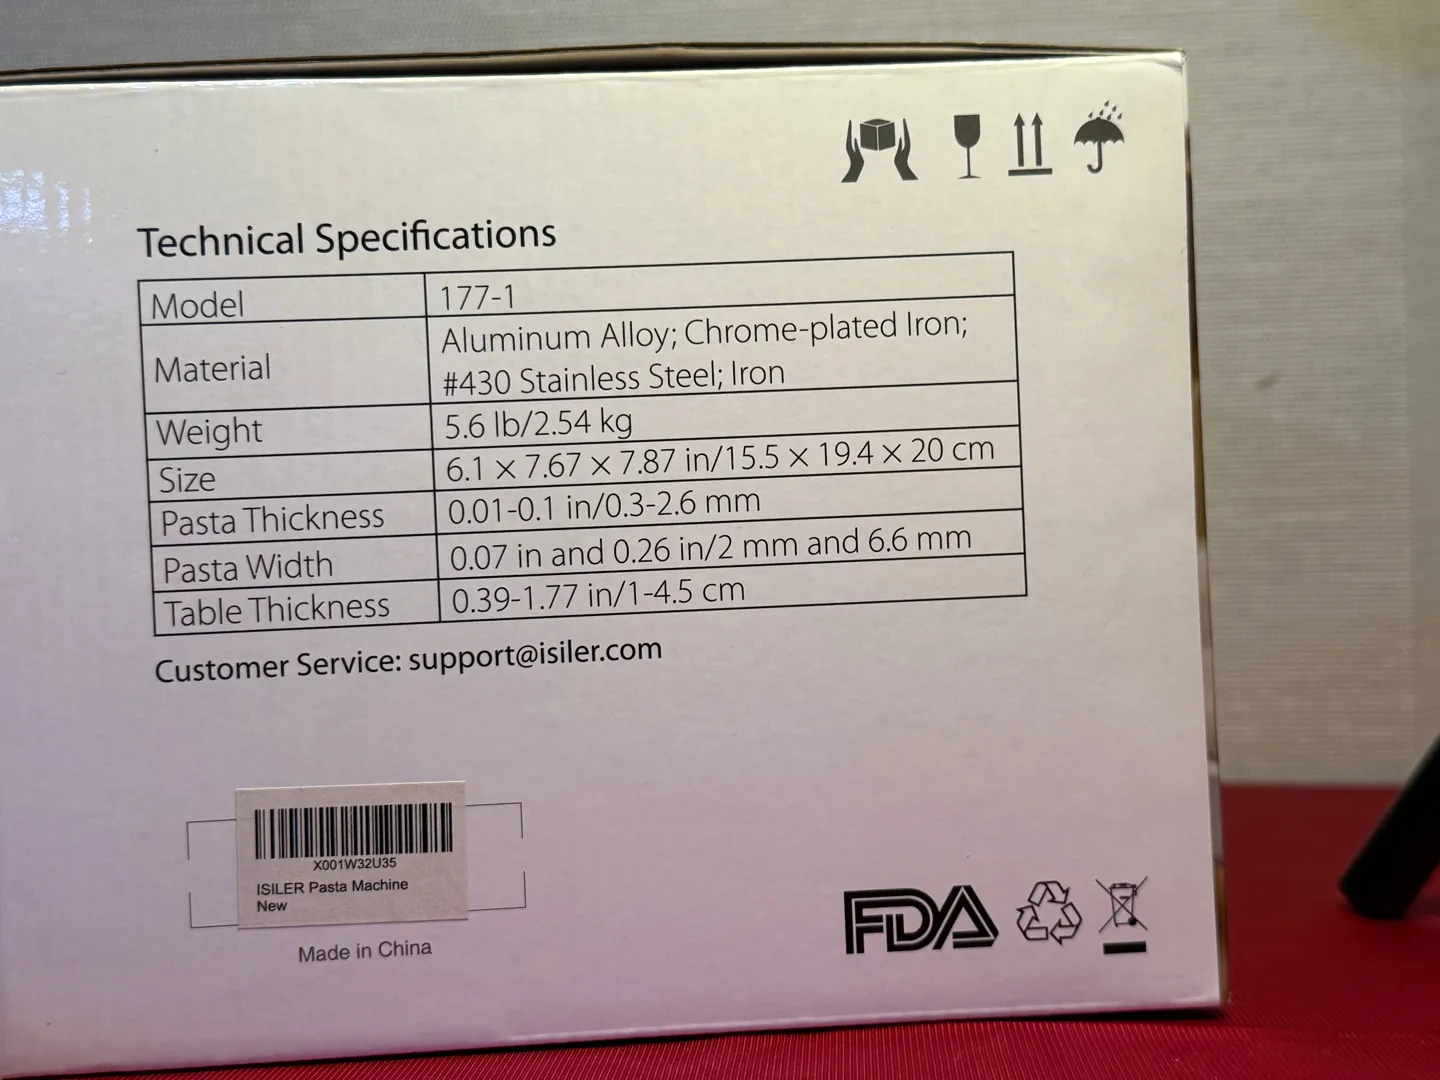 Technical Specifications
Model 177-1
Material Aluminum Alloy; Chrome-plated Iron;
#430 Stainless Steel; Iron
Weight 5.6 lb/2.54 kg
Size 6.1 × 7.67 × 7.87 in/15.5 × 19.4 × 20 cm
Pasta Thickness 0.01-0.1 in/0.3-2.6 mm
Pasta Width 0.07 in and 0.26 in/2 mm and 6.6 mm
Table Thickness 0.39-1.77 in/1-4.5 cm
Customer Service: support@isiler.com
X001W32U35
ISILER Pasta Machine
New
Made in China
FDA